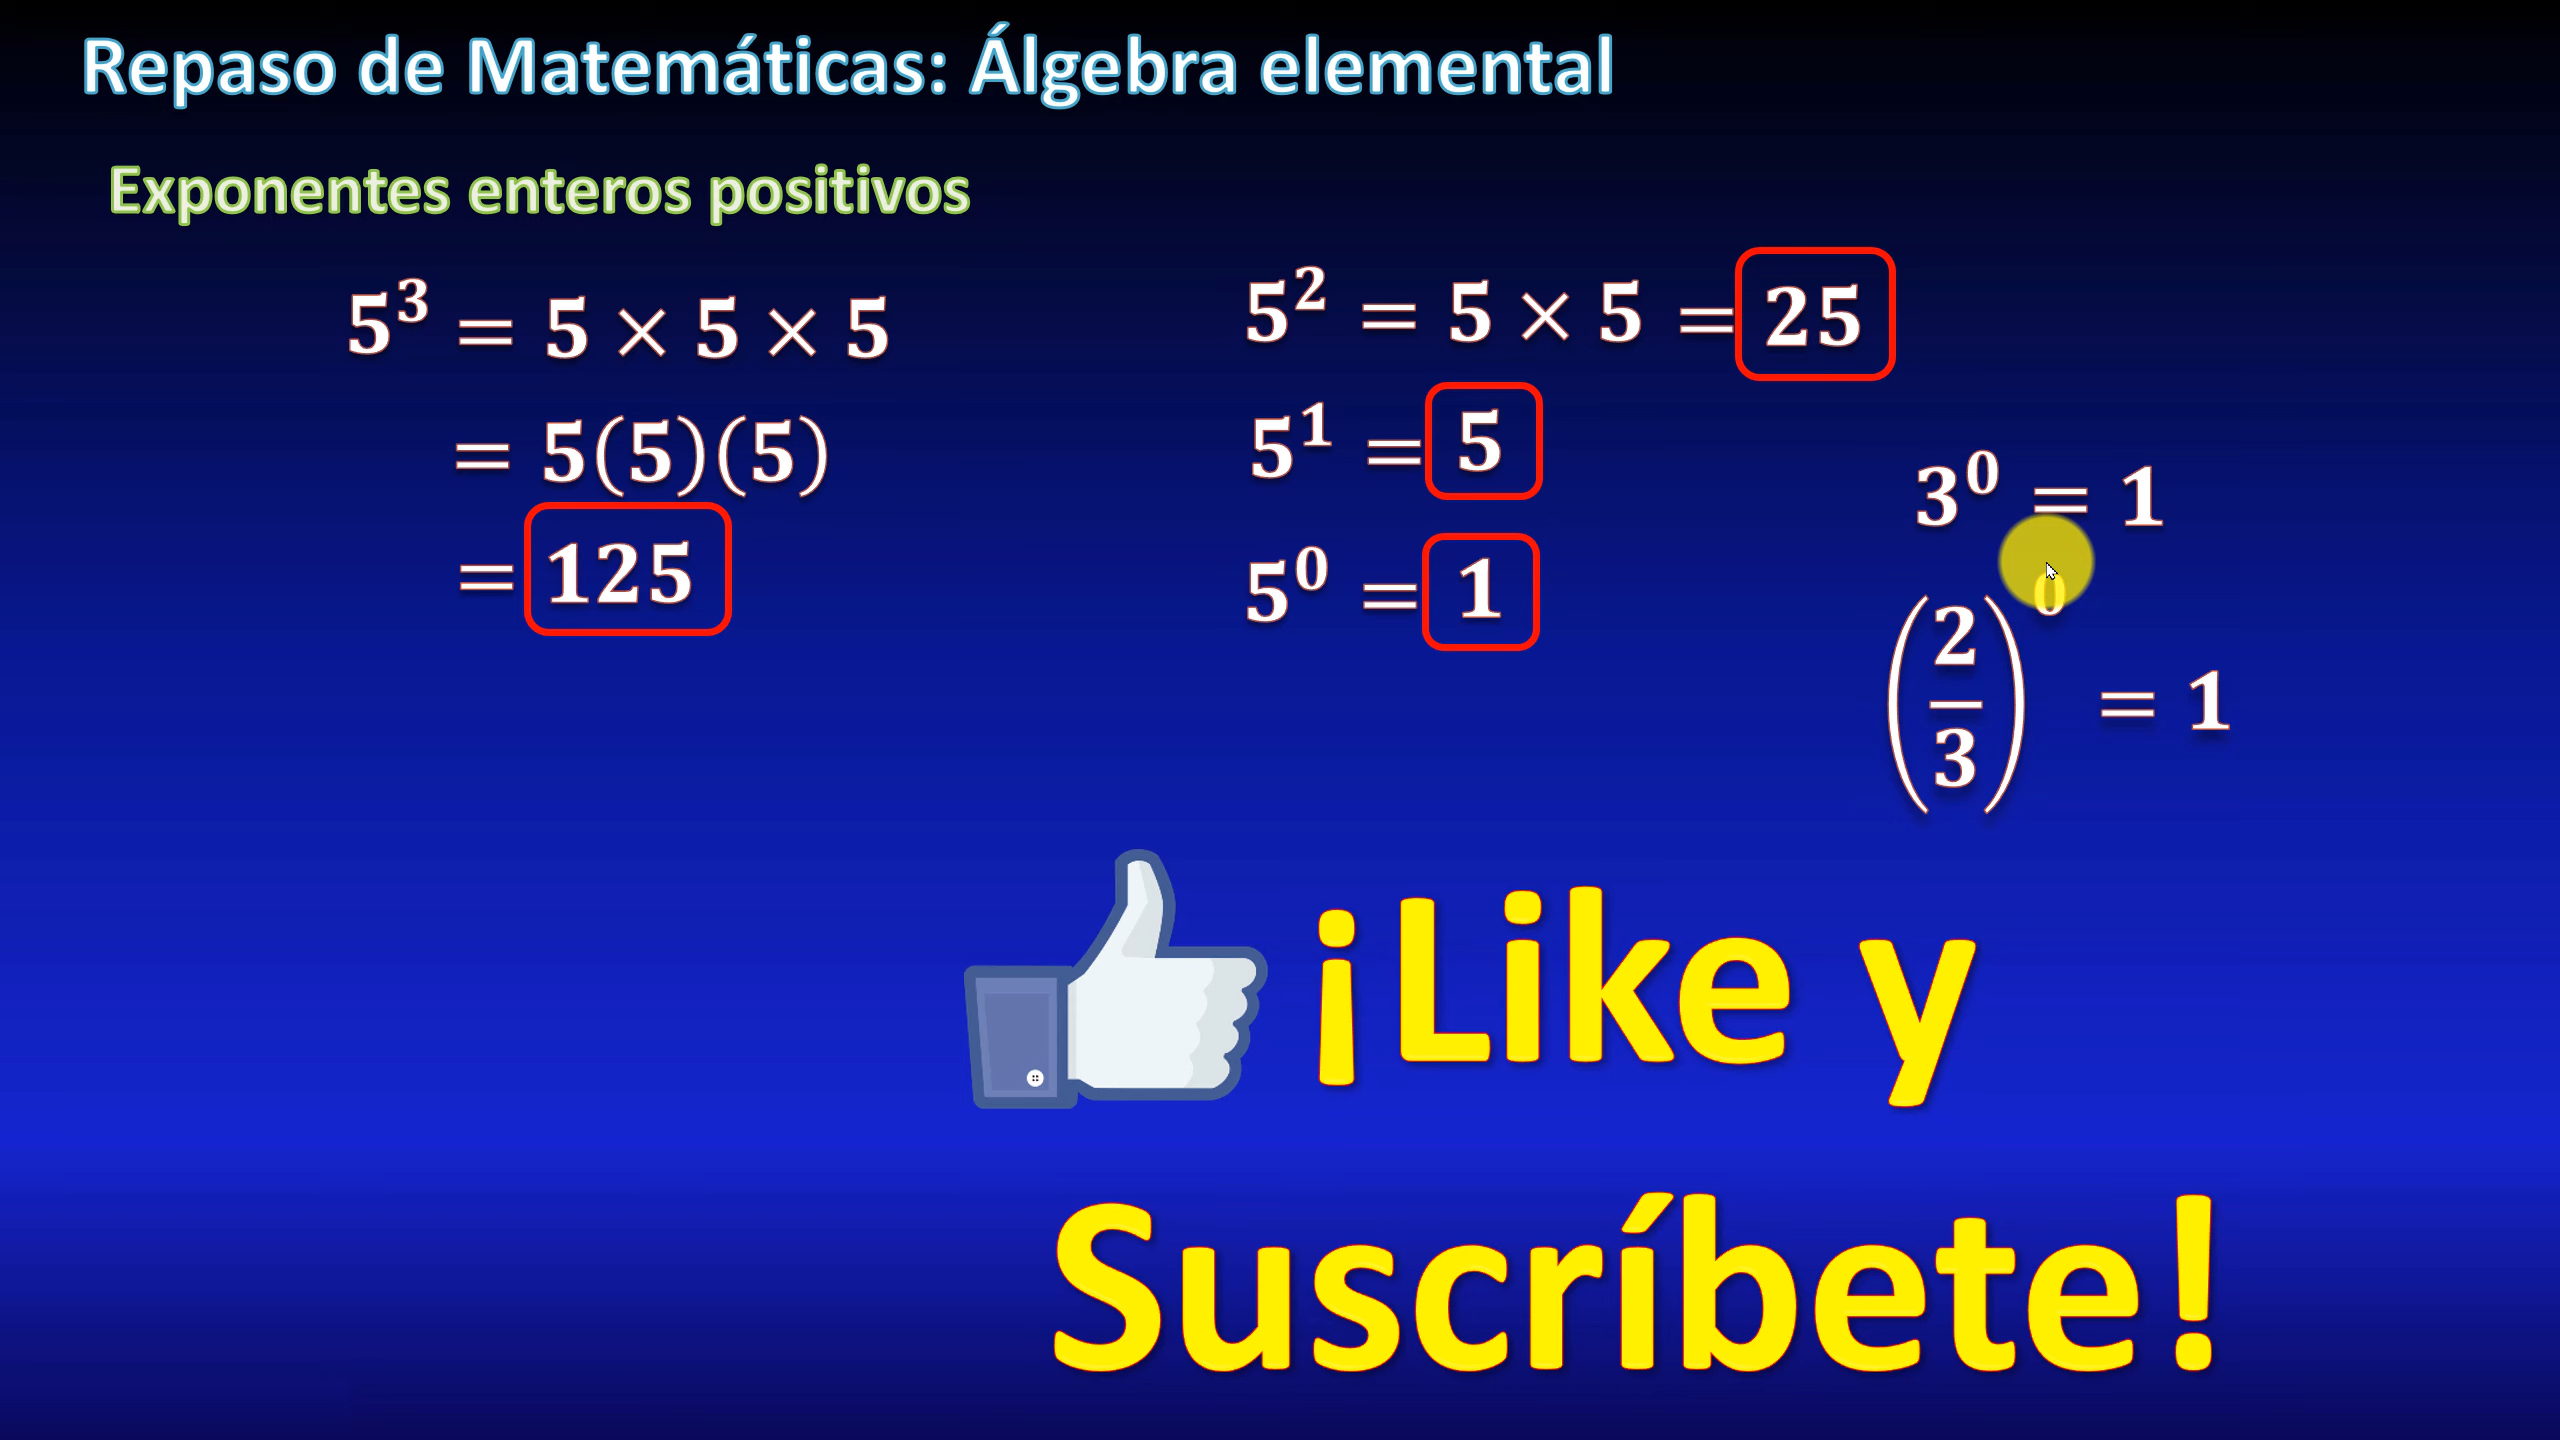 Repaso de Matemáticas: Álgebra elemental
Exponentes enteros positivos
5³ = 5 × 5 × 5
= 5(5)(5)
= 125
5² = 5 × 5 = 25
5¹ = 5
5⁰ = 1
3⁰ = 1
(2/3)⁰ = 1
¡Like y
Suscríbete!